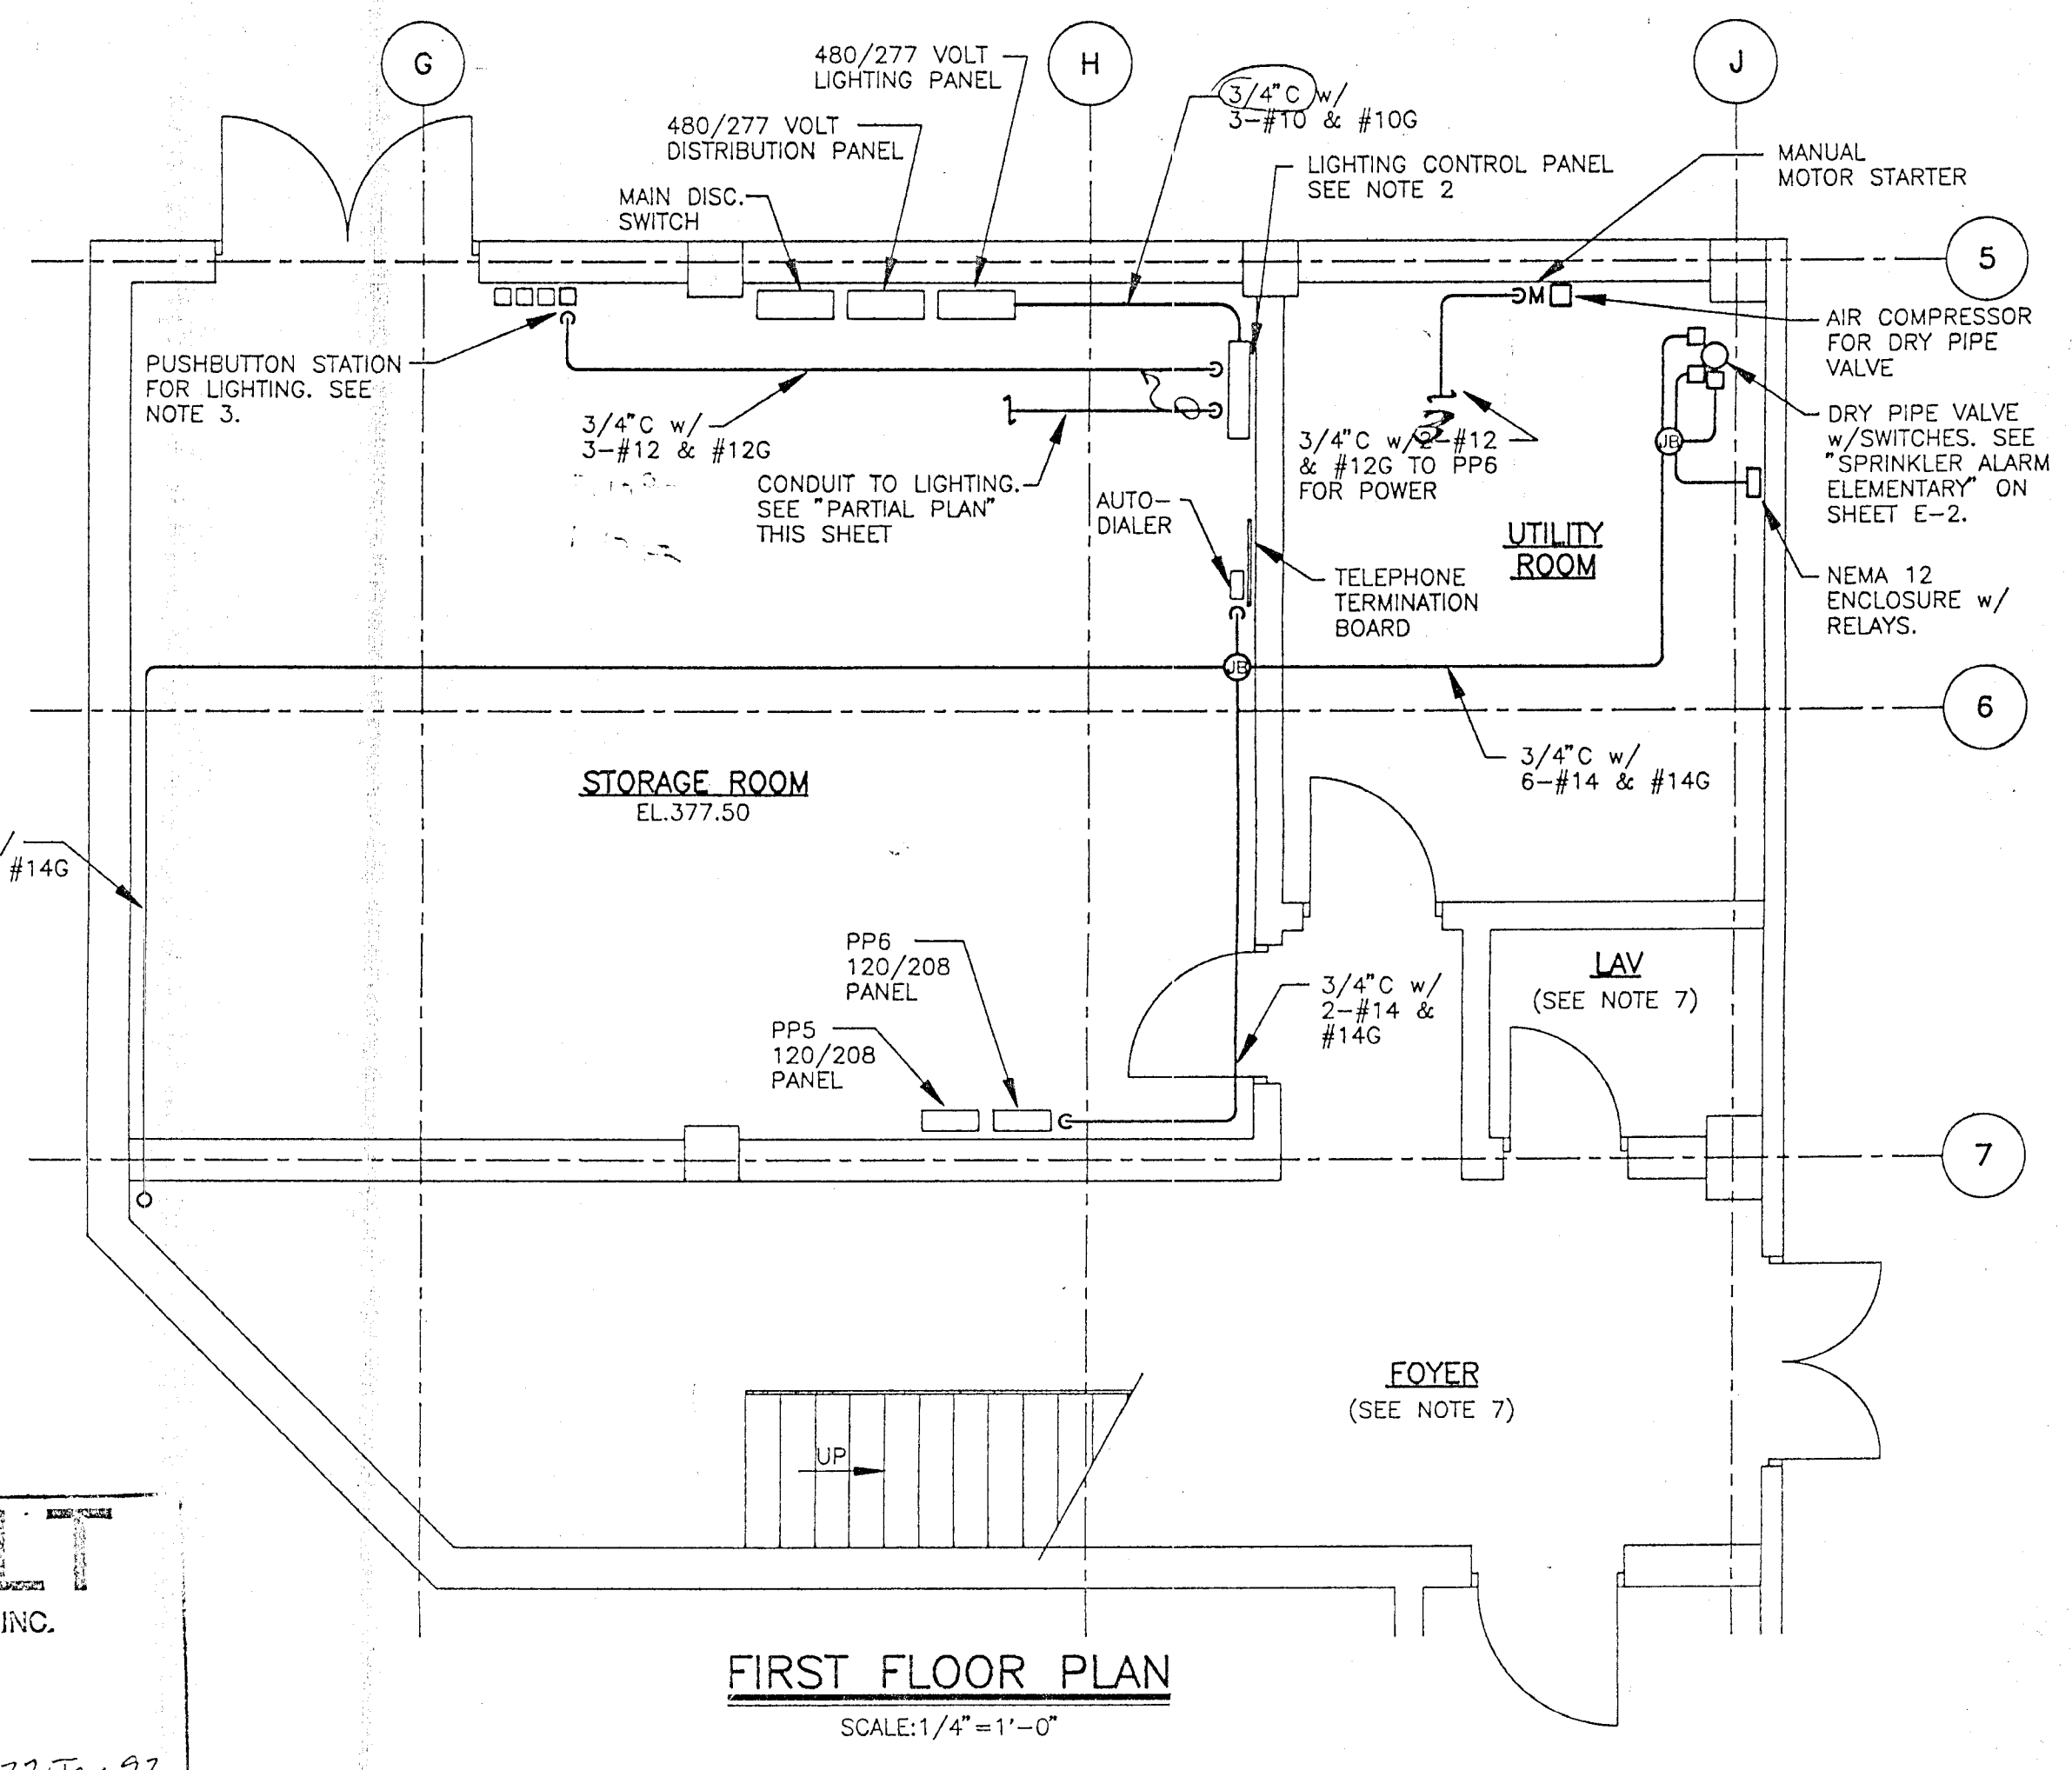 G
H
J
480/277 VOLT
LIGHTING PANEL
3/4"C w/
3-#10 & #10G
480/277 VOLT
DISTRIBUTION PANEL
LIGHTING CONTROL PANEL
SEE NOTE 2
MANUAL
MOTOR STARTER
MAIN DISC.
SWITCH
5
M
PUSHBUTTON STATION
FOR LIGHTING. SEE
NOTE 3.
AIR COMPRESSOR
FOR DRY PIPE
VALVE
3/4"C w/
3-#12 & #12G
3/4"C w/2-#12
& #12G TO PP6
FOR POWER
3
JB
DRY PIPE VALVE
w/SWITCHES. SEE
"SPRINKLER ALARM
ELEMENTARY" ON
SHEET E-2.
CONDUIT TO LIGHTING.
SEE "PARTIAL PLAN"
THIS SHEET
AUTO-
DIALER
UTILITY
ROOM
TELEPHONE
TERMINATION
BOARD
NEMA 12
ENCLOSURE w/
RELAYS.
JB
6
3/4"C w/
6-#14 & #14G
STORAGE ROOM
EL.377.50
/
#14G
PP6
120/208
PANEL
LAV
(SEE NOTE 7)
3/4"C w/
2-#14 &
#14G
PP5
120/208
PANEL
7
FOYER
(SEE NOTE 7)
UP
LT
INC.
FIRST FLOOR PLAN
SCALE:1/4"=1'-0"